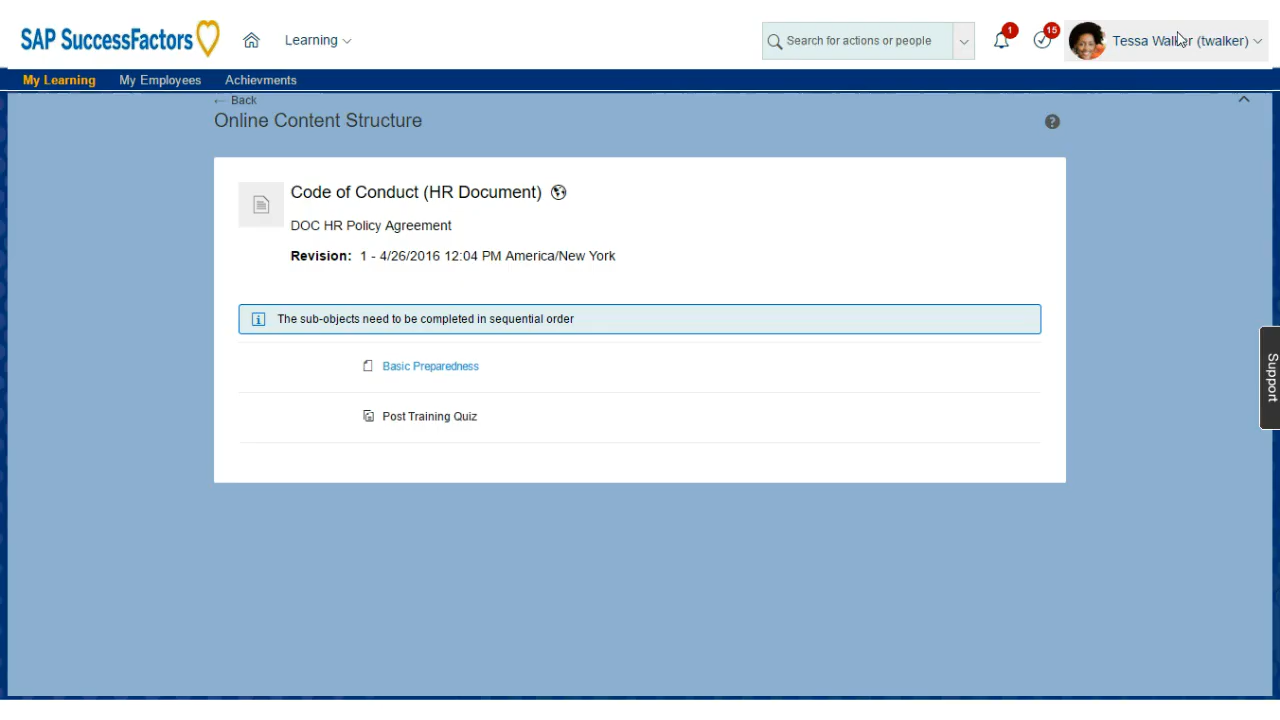 SAP SuccessFactors
Learning
Search for actions or people
1
15
Tessa Walker (twalker)
My Learning My Employees Achievments
← Back
Online Content Structure
?
Code of Conduct (HR Document)
DOC HR Policy Agreement
Revision: 1 - 4/26/2016 12:04 PM America/New York
i The sub-objects need to be completed in sequential order
Basic Preparedness
Post Training Quiz
Support